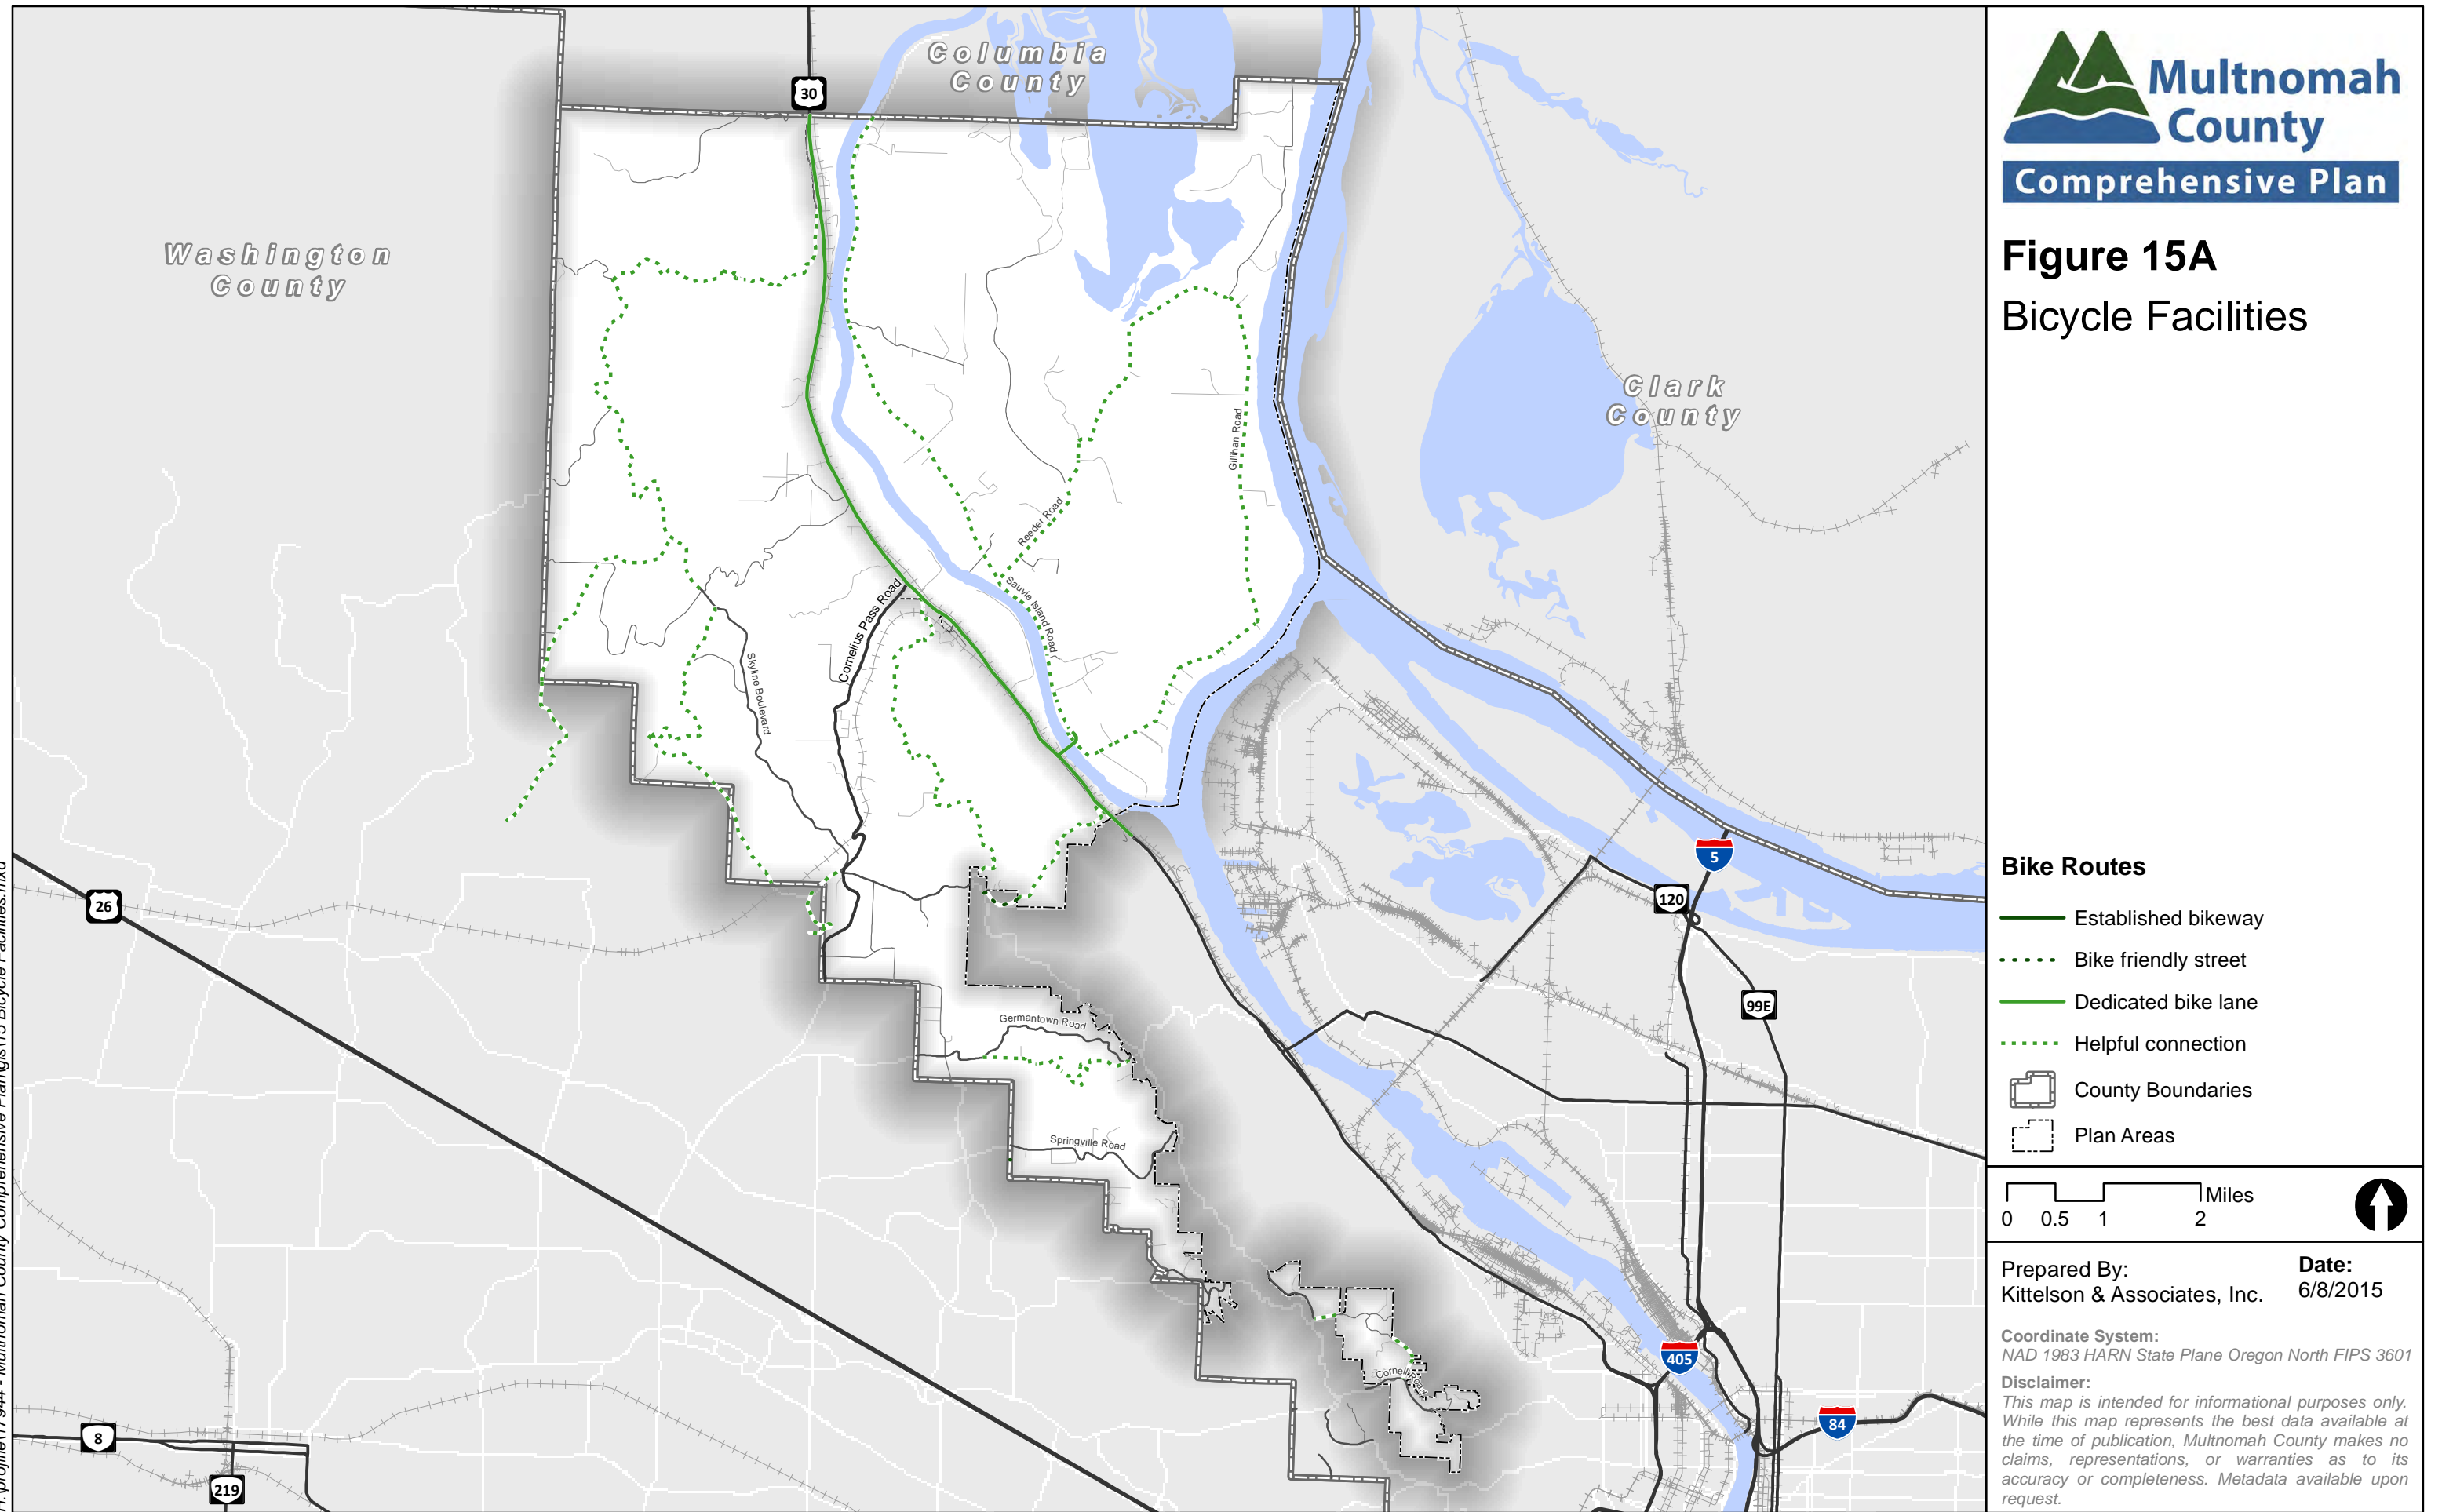 Columbia
County
30
Washington
County
Clark
County
Gillihan Road
Reeder Road
Sauvie Island Road
Cornelius Pass Road
Skyline Boulevard
5
120
26
99E
Germantown Road
Springville Road
405
Cornell Road
84
8
219
Multnomah
County
Comprehensive Plan
Figure 15A
Bicycle Facilities
Bike Routes
Established bikeway
Bike friendly street
Dedicated bike lane
Helpful connection
County Boundaries
Plan Areas
Miles
0 0.5 1 2
Prepared By:
Kittelson & Associates, Inc.
Date:
6/8/2015
Coordinate System:
NAD 1983 HARN State Plane Oregon North FIPS 3601
Disclaimer:
This map is intended for informational purposes only.
While this map represents the best data available at
the time of publication, Multnomah County makes no
claims, representations, or warranties as to its
accuracy or completeness. Metadata available upon
request.